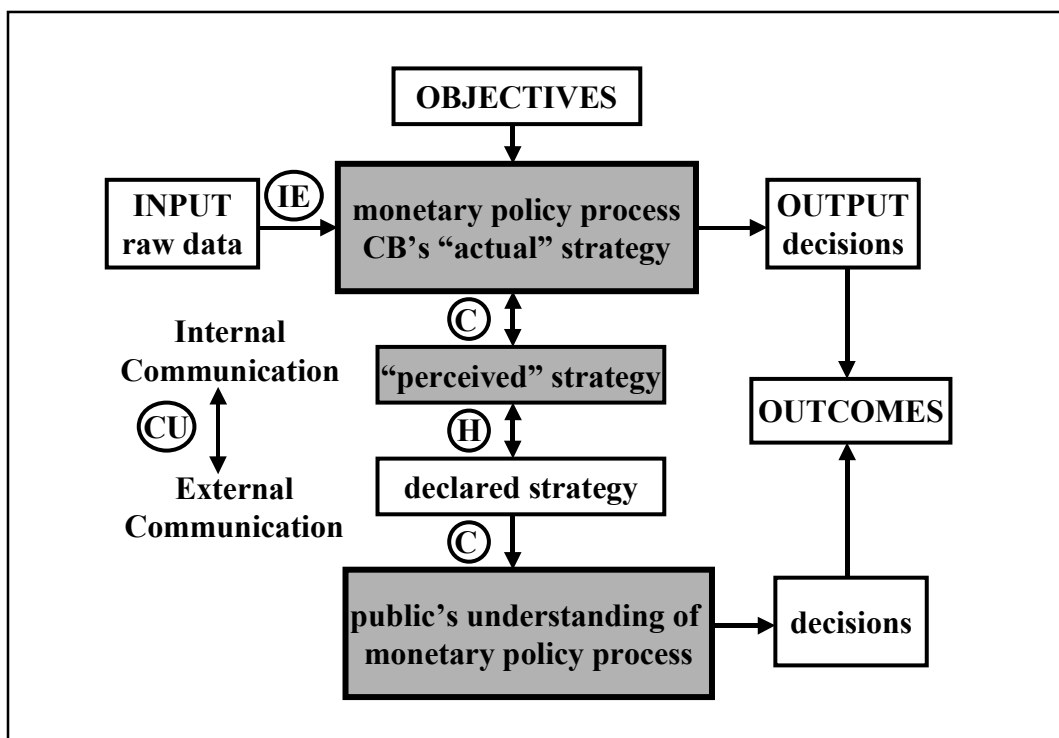 OBJECTIVES
INPUT
raw data
IE
monetary policy process
CB’s “actual” strategy
OUTPUT
decisions
C
Internal
Communication
CU
External
Communication
“perceived” strategy
H
declared strategy
C
OUTCOMES
public’s understanding of
monetary policy process
decisions